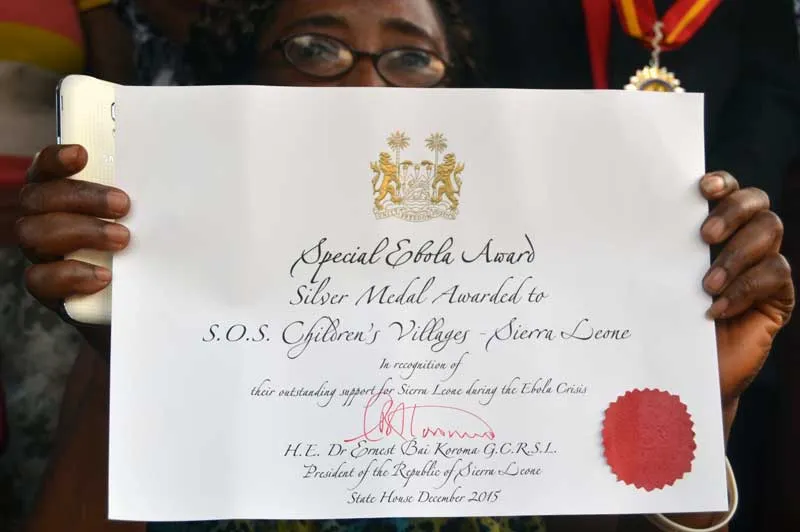 Special Ebola Award
Silver Medal Awarded to
S.O.S. Children's Villages - Sierra Leone
In recognition of
their outstanding support for Sierra Leone during the Ebola Crisis
H.E. Dr Ernest Bai Koroma G.C.R.S.L.
President of the Republic of Sierra Leone
State House December 2015